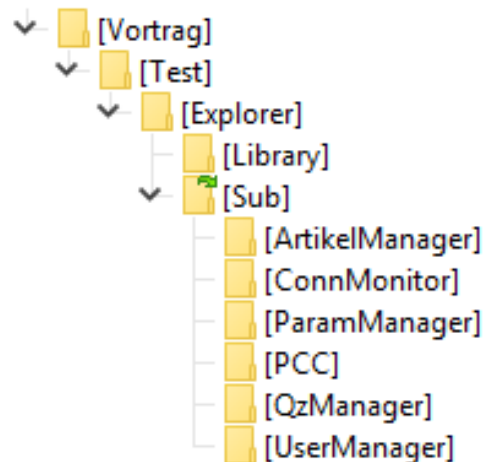 [Vortrag]
[Test]
[Explorer]
[Library]
[Sub]
[ArtikelManager]
[ConnMonitor]
[ParamManager]
[PCC]
[QzManager]
[UserManager]